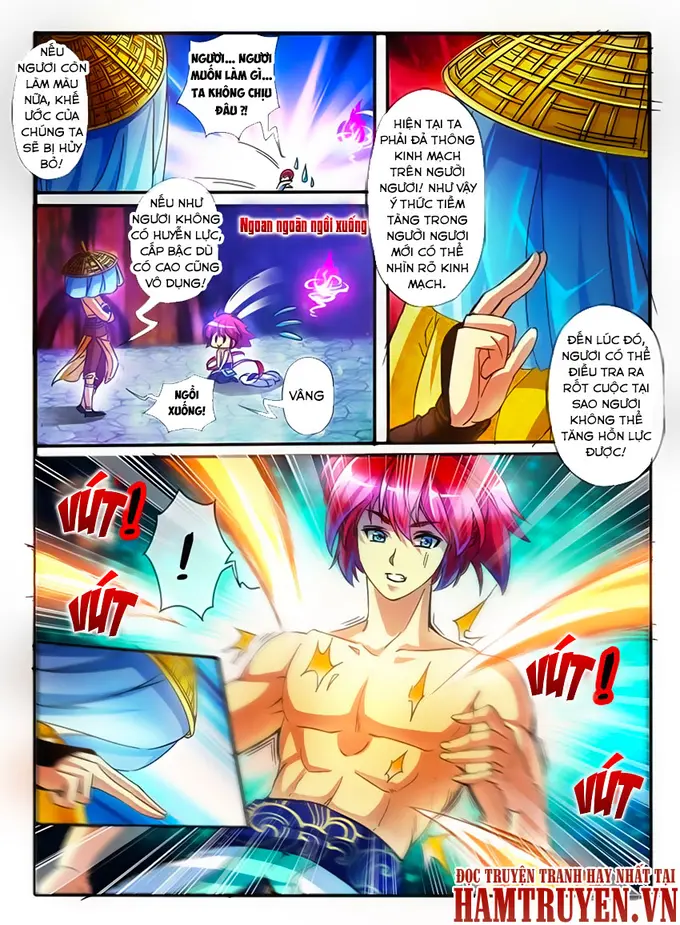 NẾU
NGƯƠI CÒN
LÀM MÀU
NỮA, KHẾ
ƯỚC CỦA
CHÚNG TA
SẼ BỊ HỦY
BỎ!
NGƯƠI... NGƯƠI
MUỐN LÀM GÌ...
TA KHÔNG CHỊU
ĐÂU ?!
HIỆN TẠI TA
PHẢI ĐẢ THÔNG
KINH MẠCH
TRÊN NGƯỜI
NGƯƠI! NHƯ VẬY
Ý THỨC TIỀM
TÀNG TRONG
NGƯỜI NGƯƠI
MỚI CÓ THỂ
NHÌN RÕ KINH
MẠCH.
NẾU NHƯ
NGƯƠI KHÔNG
CÓ HUYỄN LỰC,
CẤP BẬC DÙ
CÓ CAO CŨNG
VÔ DỤNG!
Ngoan ngoãn ngồi xuống
NGỒI
XUỐNG!
VÂNG
ĐẾN LÚC ĐÓ,
NGƯƠI CÓ THỂ
ĐIỀU TRA RA
RỐT CUỘC TẠI
SAO NGƯƠI
KHÔNG THỂ
TĂNG HỒN LỰC
ĐƯỢC!
VÚT!
!
VÚT
VÚT!
VÚT
ĐỌC TRUYỆN TRANH HAY NHẤT TẠI
HAMTRUYEN.VN